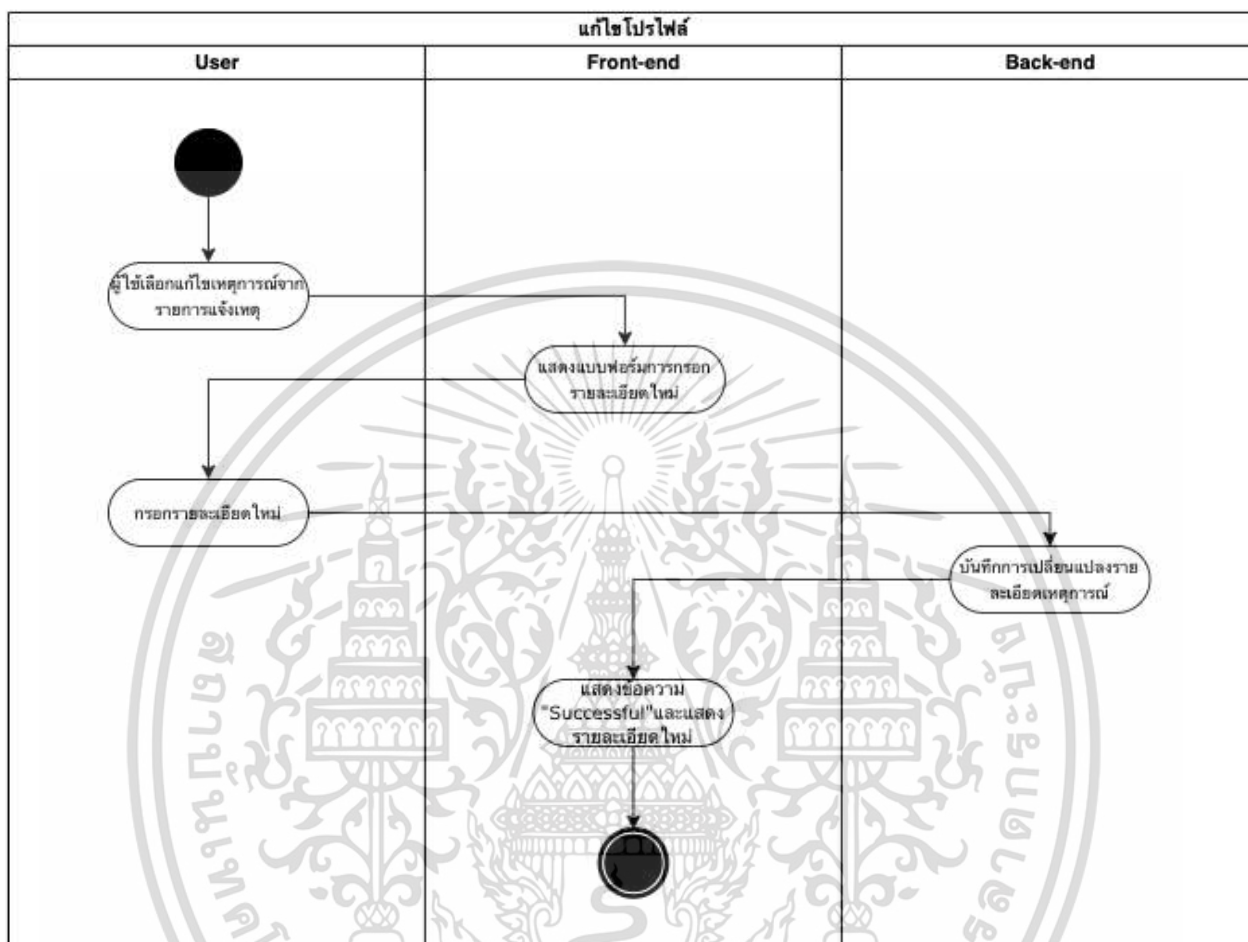 แก้ไขโปรไฟล์
User
Front-end
Back-end
ผู้ใช้เลือกแก้ไขเหตุการณ์จาก
รายการแจ้งเหตุ
แสดงแบบฟอร์มการกรอก
รายละเอียดใหม่
กรอกรายละเอียดใหม่
บันทึกการเปลี่ยนแปลงราย
ละเอียดเหตุการณ์
แสดงข้อความ
"Successful"และแสดง
รายละเอียดใหม่